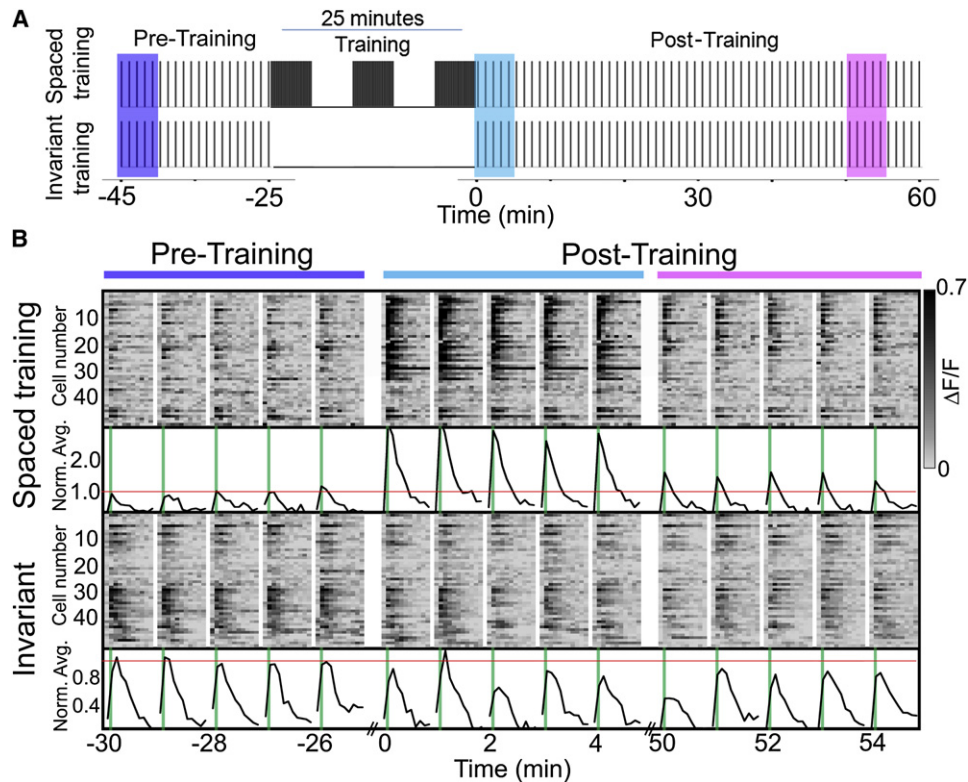 A
25 minutes
Pre-Training
Training
Post-Training
Spaced
training
Invariant
training
-45
-25
0
30
60
Time (min)
B
Pre-Training
Post-Training
Spaced training
Cell number
10
20
30
40
0.7
ΔF/F
0
Norm. Avg.
2.0
1.0
Invariant
Cell number
10
20
30
40
Norm. Avg.
0.8
0.4
-30
-28
-26
0
2
4
50
52
54
Time (min)